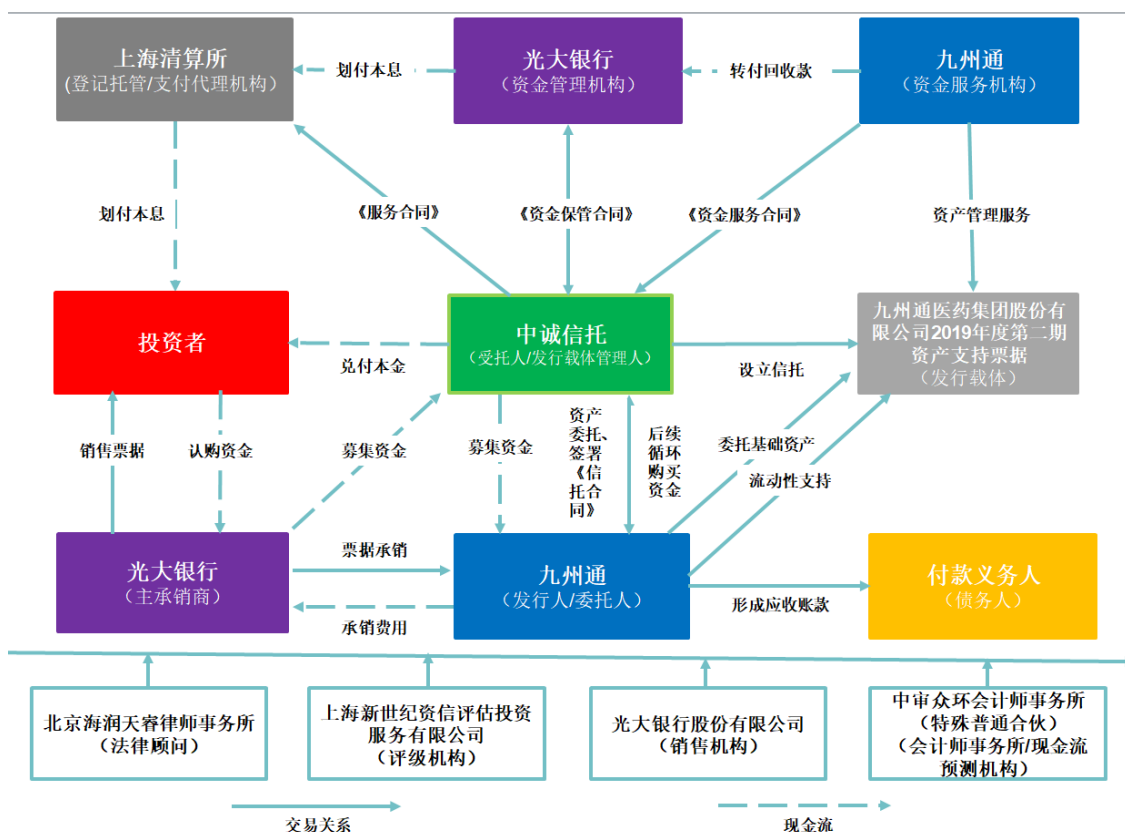 上海清算所
(登记托管/支付代理机构）
划付本息
光大银行
（资金管理机构）
转付回收款
九州通
（资金服务机构）
划付本息
《服务合同》
《资金保管合同》
《资金服务合同》
资产管理服务
投资者
兑付本金
中诚信托
（受托人/发行载体管理人）
设立信托
九州通医药集团股份有
限公司2019年度第二期
资产支持票据
（发行载体）
销售票据
认购资金
募集资金
募集资金
资产
委托、
签署
《信
托合
同》
后续
循环
购买
资金
委托基础资产
流动性支持
光大银行
（主承销商）
票据承销
承销费用
九州通
（发行人/委托人）
形成应收账款
付款义务人
（债务人）
北京海润天睿律师事务所
（法律顾问）
上海新世纪资信评估投资
服务有限公司
（评级机构）
光大银行股份有限公司
（销售机构）
中审众环会计师事务所
（特殊普通合伙）
（会计师事务所/现金流
预测机构）
交易关系
现金流